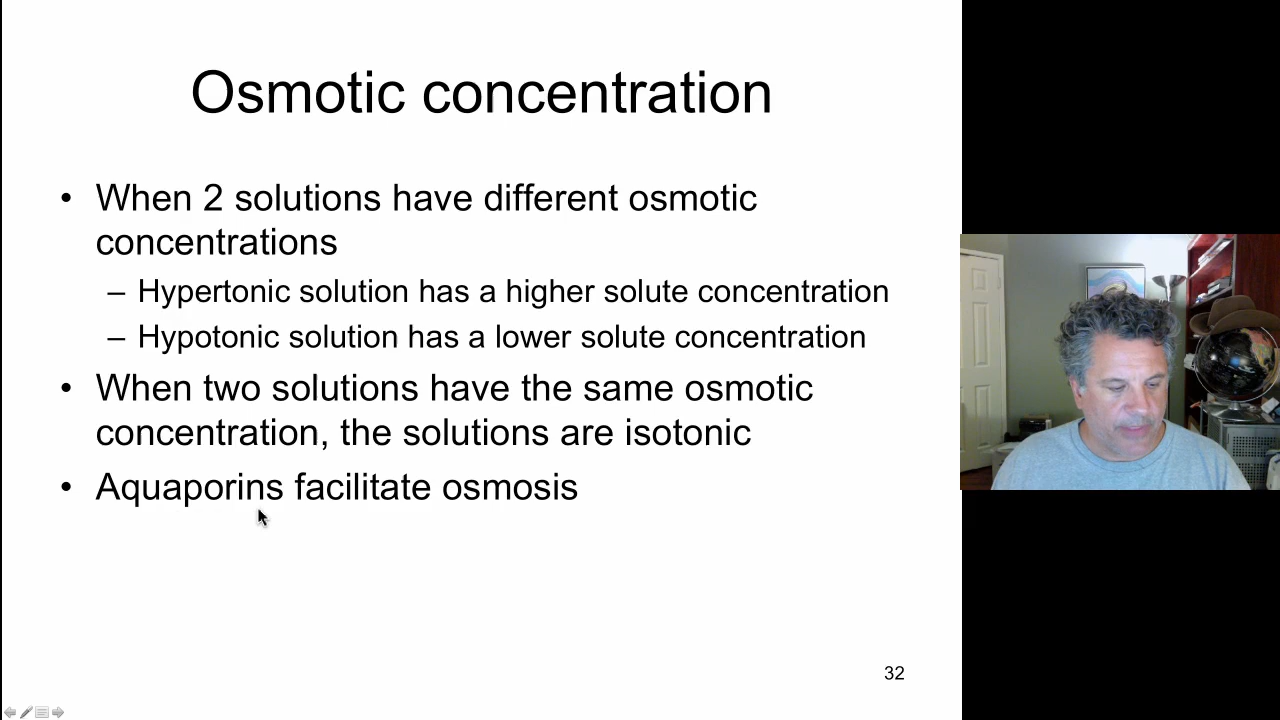 Osmotic concentration
• When 2 solutions have different osmotic
concentrations
– Hypertonic solution has a higher solute concentration
– Hypotonic solution has a lower solute concentration
• When two solutions have the same osmotic
concentration, the solutions are isotonic
• Aquaporins facilitate osmosis
32